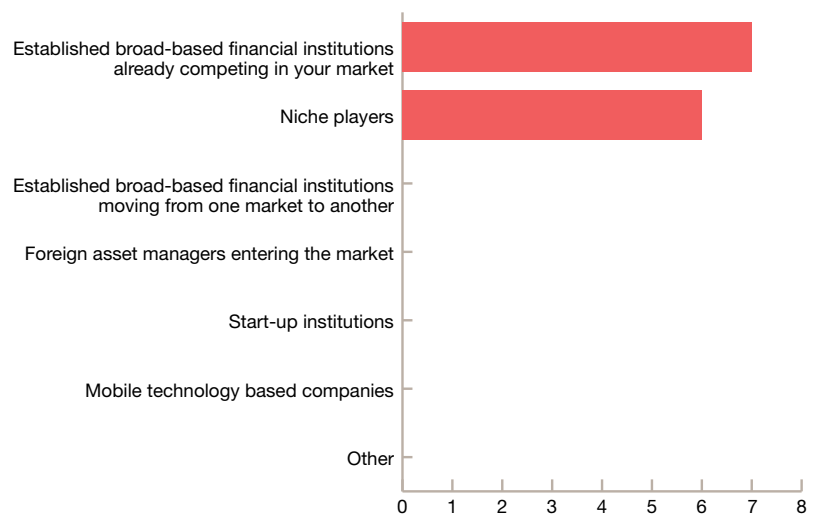 Established broad-based financial institutions
already competing in your market
Niche players
Established broad-based financial institutions
moving from one market to another
Foreign asset managers entering the market
Start-up institutions
Mobile technology based companies
Other
0 1 2 3 4 5 6 7 8